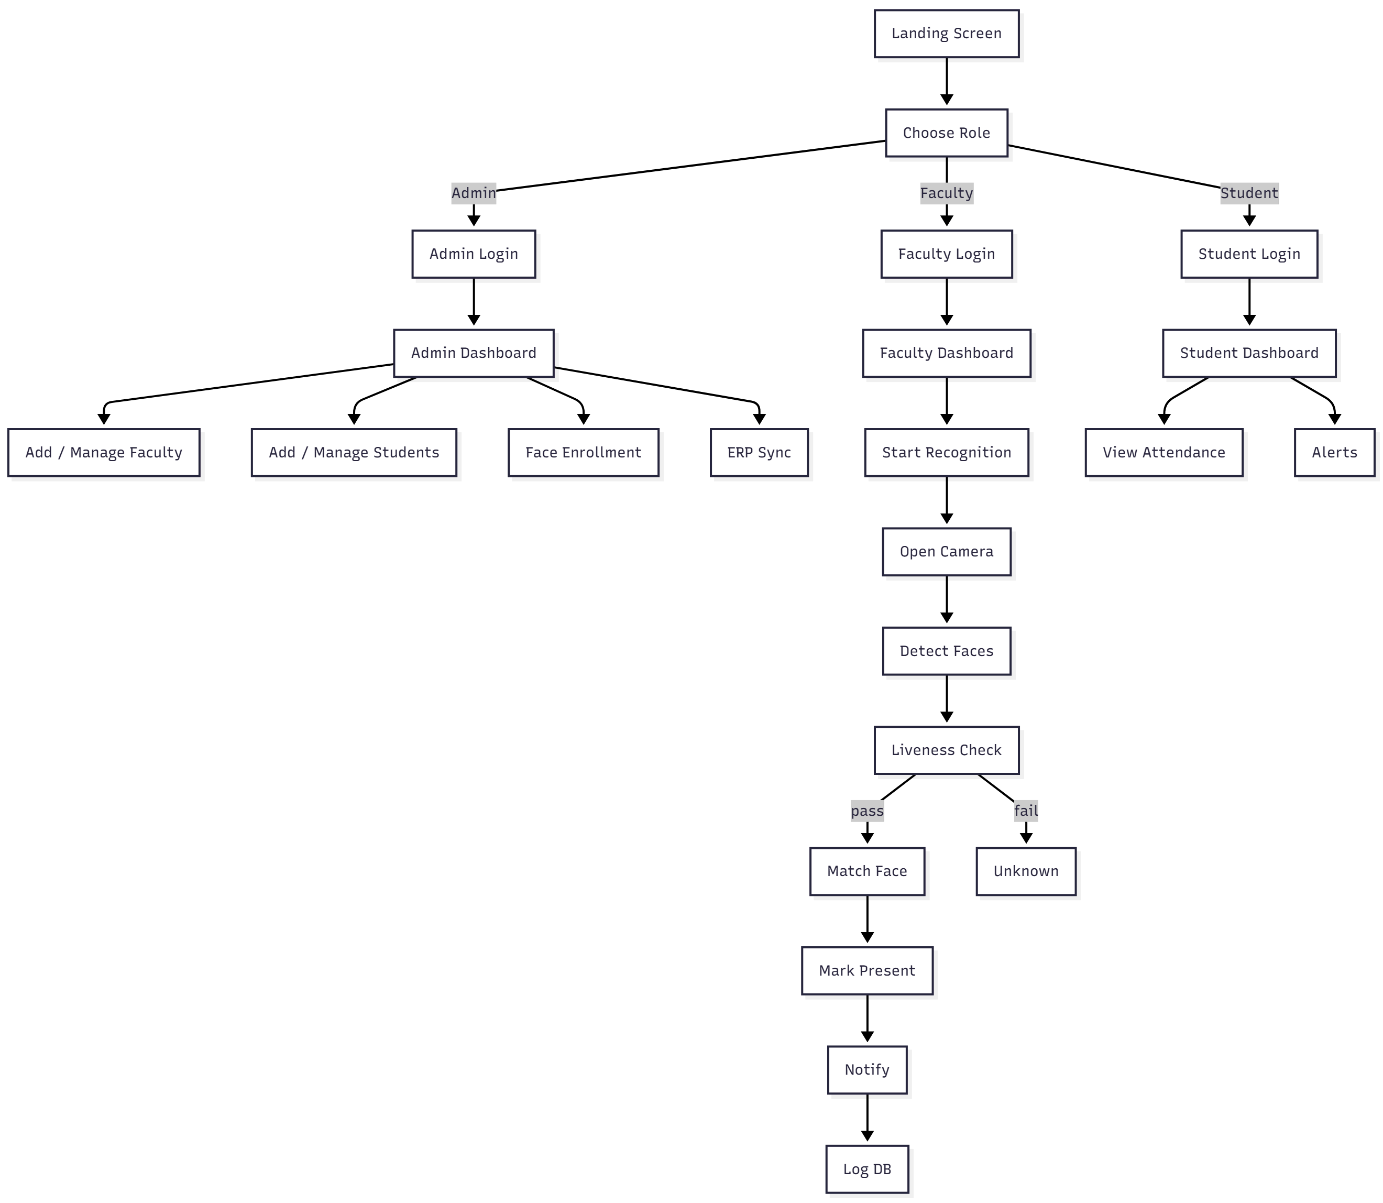 Landing Screen
Choose Role
Admin
Faculty
Student
Admin Login
Faculty Login
Student Login
Admin Dashboard
Faculty Dashboard
Student Dashboard
Add / Manage Faculty
Add / Manage Students
Face Enrollment
ERP Sync
Start Recognition
View Attendance
Alerts
Open Camera
Detect Faces
Liveness Check
pass
fail
Match Face
Unknown
Mark Present
Notify
Log DB